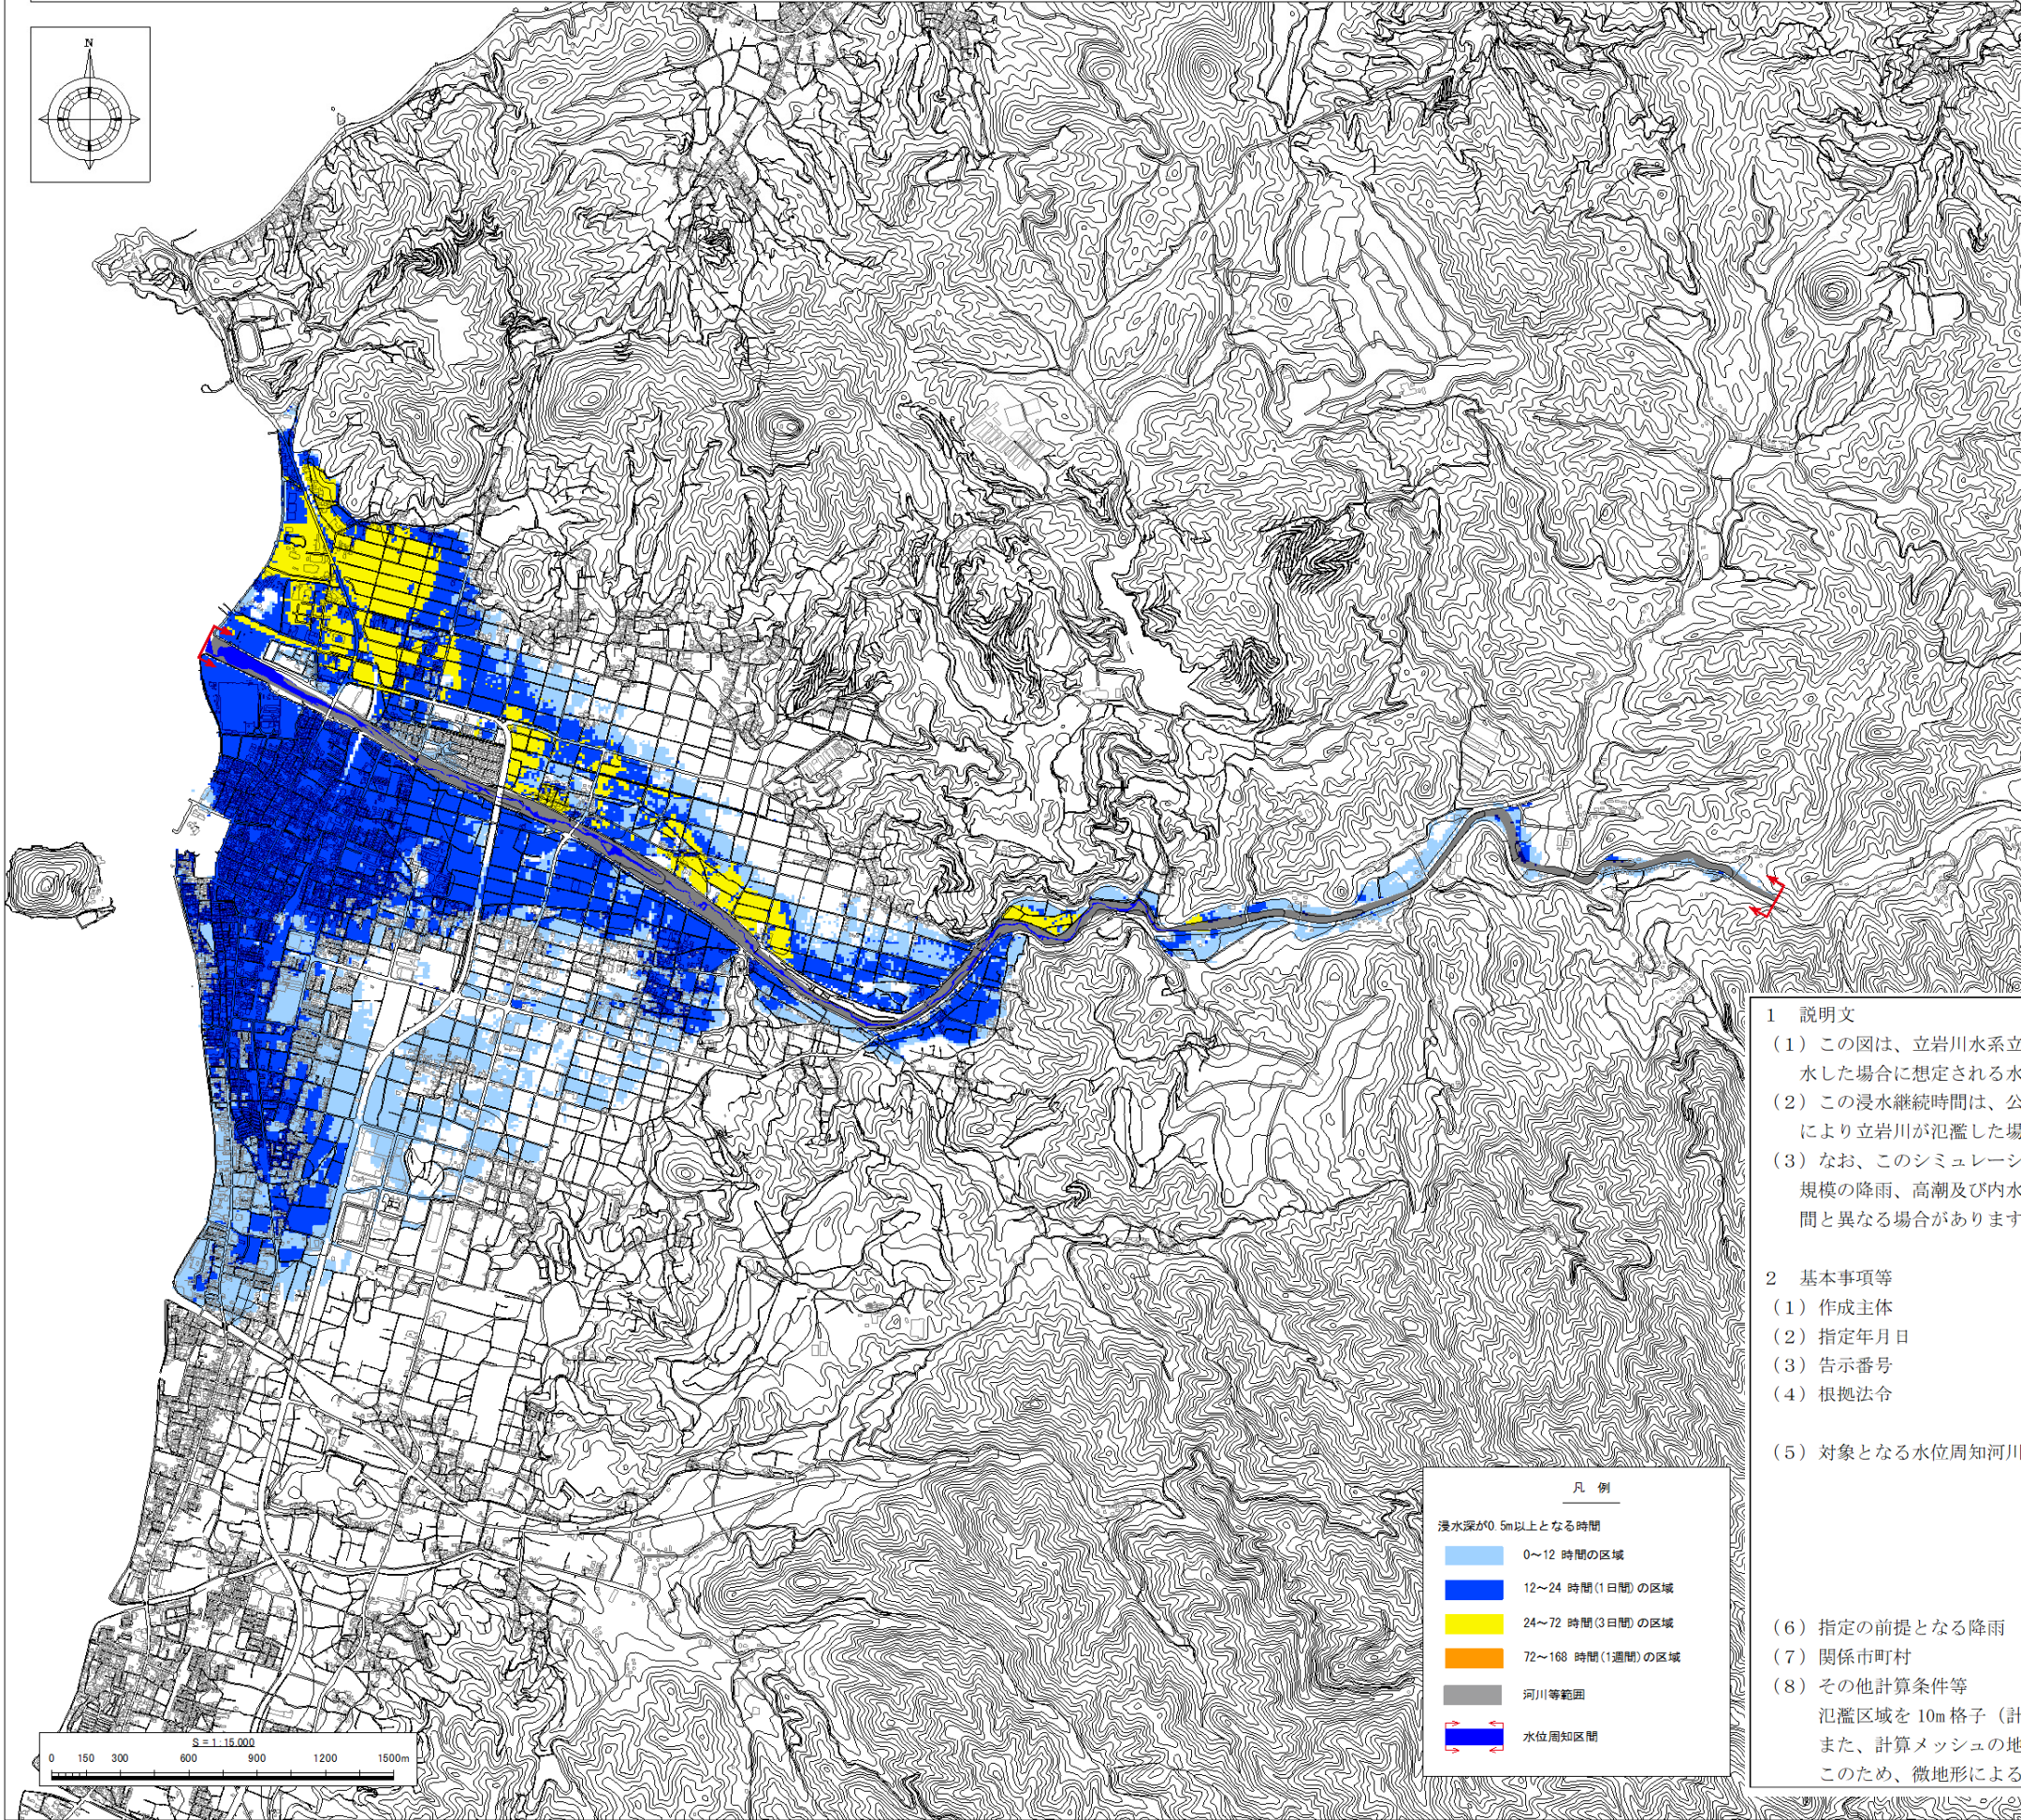 N
1 説明文
（1）この図は、立岩川水系立
水した場合に想定される水
（2）この浸水継続時間は、公
により立岩川が氾濫した場
（3）なお、このシミュレーシ
規模の降雨、高潮及び内水
間と異なる場合があります
2 基本事項等
（1）作成主体
（2）指定年月日
（3）告示番号
（4）根拠法令
（5）対象となる水位周知河川
（6）指定の前提となる降雨
（7）関係市町村
（8）その他計算条件等
氾濫区域を 10m 格子（計
また、計算メッシュの地
このため、微地形による
凡 例
浸水深が0.5m以上となる時間
0～12 時間の区域
12～24 時間(1日間)の区域
24～72 時間(3日間)の区域
72～168 時間(1週間)の区域
河川等範囲
水位周知区間
S = 1 : 15,000
0 150 300 600 900 1200 1500m